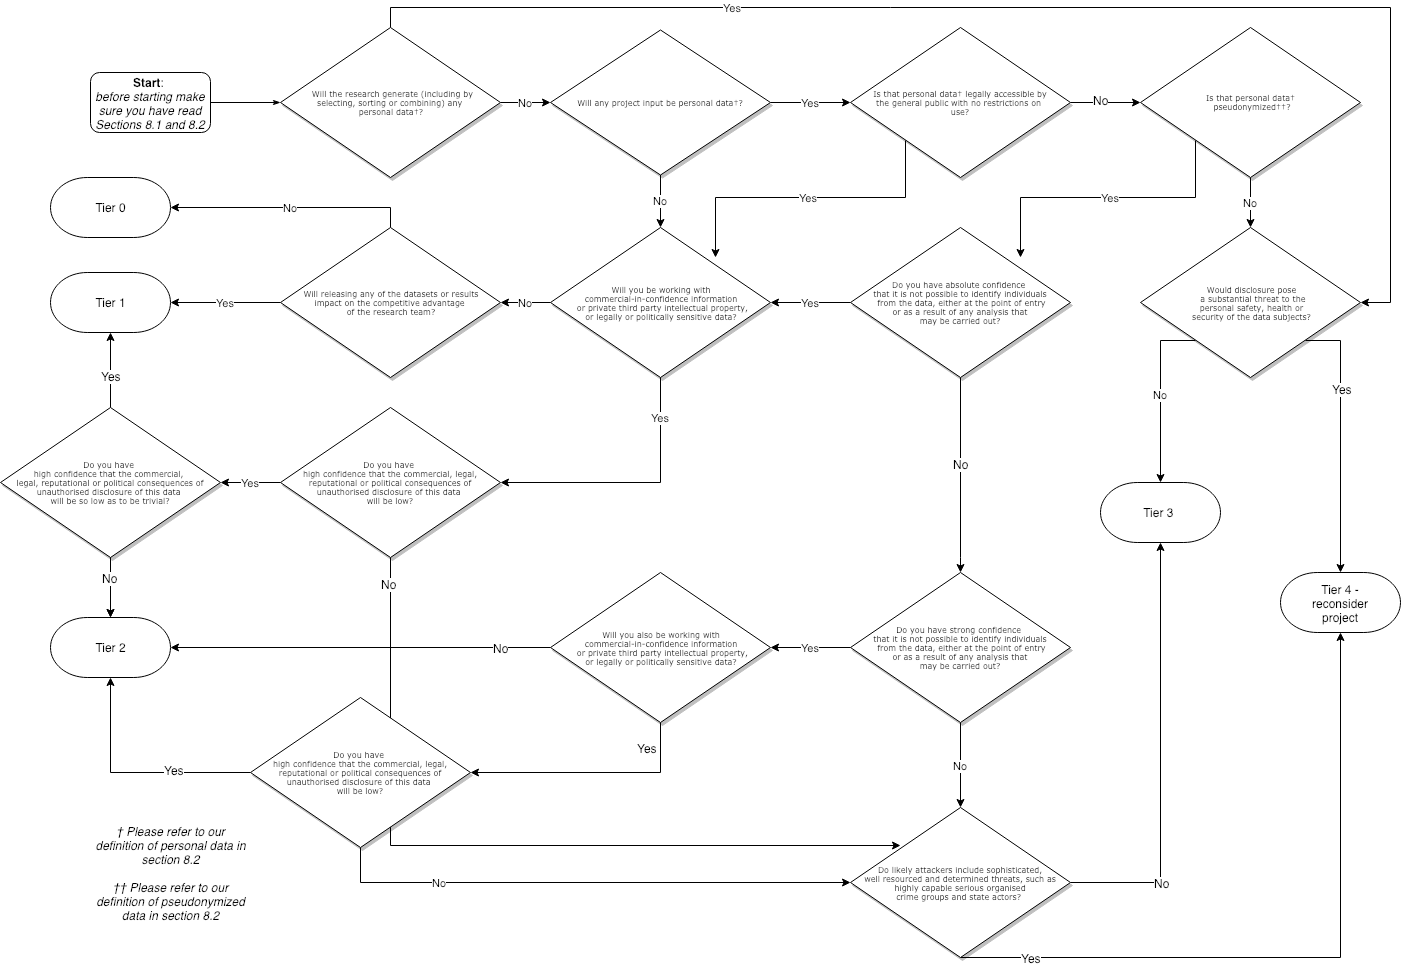 Yes
Start:
before starting make
sure you have read
Sections 8.1 and 8.2
Will the research generate (including by
selecting, sorting or combining) any
personal data†?
No
Will any project input be personal data†?
Yes
Is that personal data† legally accessible by
the general public with no restrictions on
use?
No
Is that personal data†
pseudonymized††?
Tier 0
No
No
Yes
Yes
No
Tier 1
Yes
Will releasing any of the datasets or results
impact on the competitive advantage
of the research team?
No
Will you be working with
commercial-in-confidence information
or private third party intellectual property,
or legally or politically sensitive data?
Yes
Do you have absolute confidence
that it is not possible to identify individuals
from the data, either at the point of entry
or as a result of any analysis that
may be carried out?
Would disclosure pose
a substantial threat to the
personal safety, health or
security of the data subjects?
Yes
Yes
No
No
Yes
Do you have
high confidence that the commercial,
legal, reputational or political consequences of
unauthorised disclosure of this data
will be so low as to be trivial?
Yes
Do you have
high confidence that the commercial, legal,
reputational or political consequences of
unauthorised disclosure of this data
will be low?
Tier 3
No
No
Tier 4 -
reconsider
project
Tier 2
No
Will you also be working with
commercial-in-confidence information
or private third party intellectual property,
or legally or politically sensitive data?
Yes
Do you have strong confidence
that it is not possible to identify individuals
from the data, either at the point of entry
or as a result of any analysis that
may be carried out?
Yes
No
Yes
Do you have
high confidence that the commercial, legal,
reputational or political consequences of
unauthorised disclosure of this data
will be low?
† Please refer to our
definition of personal data in
section 8.2
†† Please refer to our
definition of pseudonymized
data in section 8.2
No
Do likely attackers include sophisticated,
well resourced and determined threats, such as
highly capable serious organised
crime groups and state actors?
No
Yes